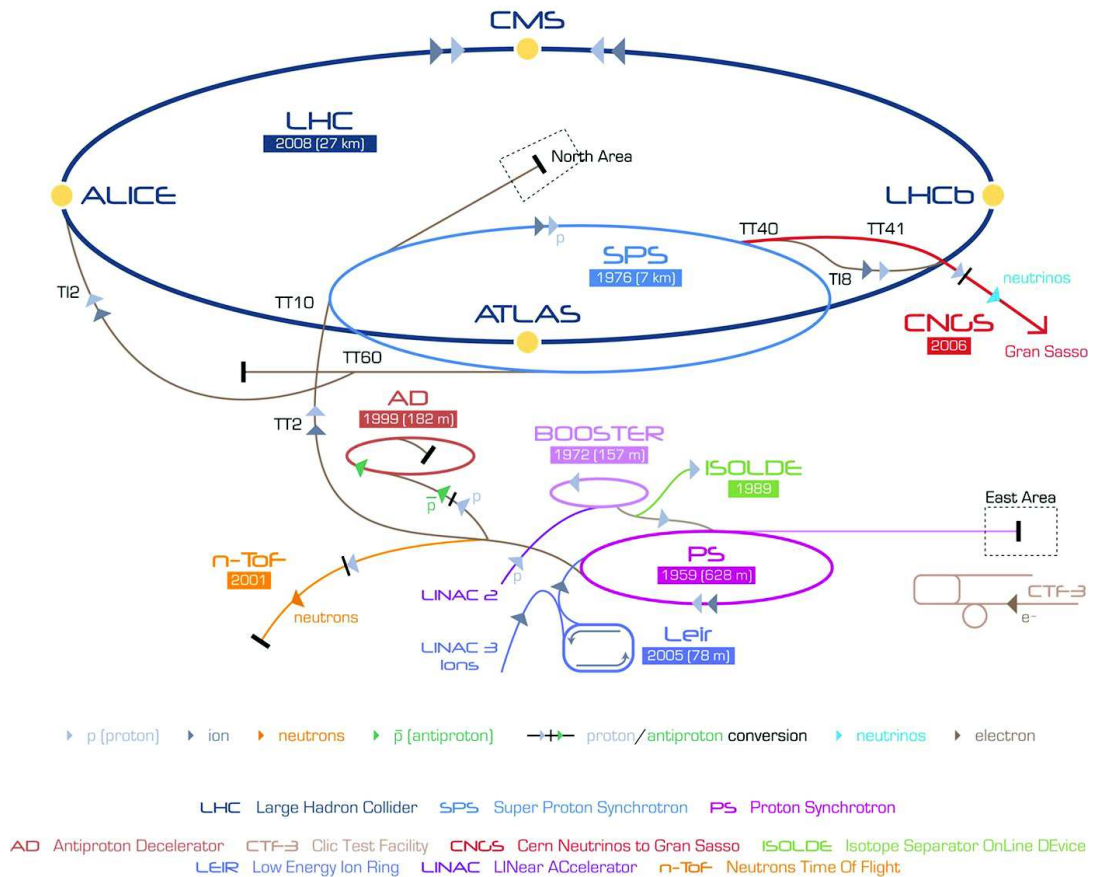 CMS
LHC
2008 (27 km)
North Area
ALICE
LHCb
TT40
TT41
SPS
1976 (7 km)
p
TI8
neutrinos
TI2
TT10
ATLAS
CNGS
2006
Gran Sasso
TT60
AD
1999 (182 m)
TT2
BOOSTER
1972 (157 m)
ISOLDE
1989
p̄
p
East Area
n-ToF
2001
neutrons
p
LINAC 2
PS
1959 (628 m)
CTF-3
e-
LINAC 3
Ions
Leir
2005 (78 m)
p (proton)
ion
neutrons
p̄ (antiproton)
proton/antiproton conversion
neutrinos
electron
LHC Large Hadron Collider SPS Super Proton Synchrotron PS Proton Synchrotron
AD Antiproton Decelerator CTF-3 Clic Test Facility CNGS Cern Neutrinos to Gran Sasso ISOLDE Isotope Separator OnLine DEvice
LEIR Low Energy Ion Ring LINAC LINear ACcelerator n-ToF Neutrons Time Of Flight